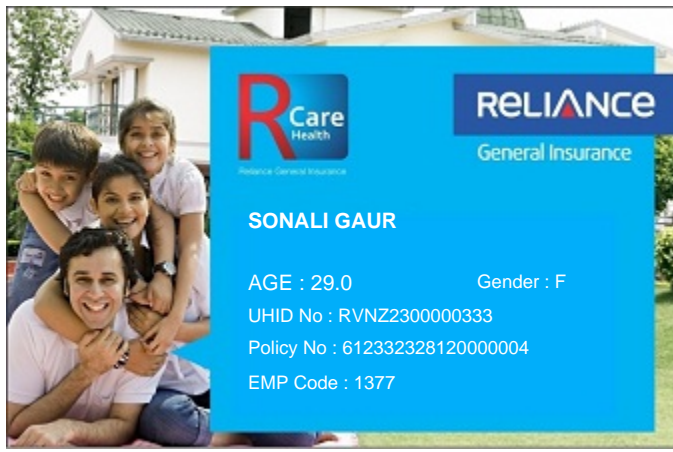 R Care
Health
Reliance General Insurance
RELIANCE
General Insurance
SONALI GAUR
AGE : 29.0 Gender : F
UHID No : RVNZ2300000333
Policy No : 612332328120000004
EMP Code : 1377